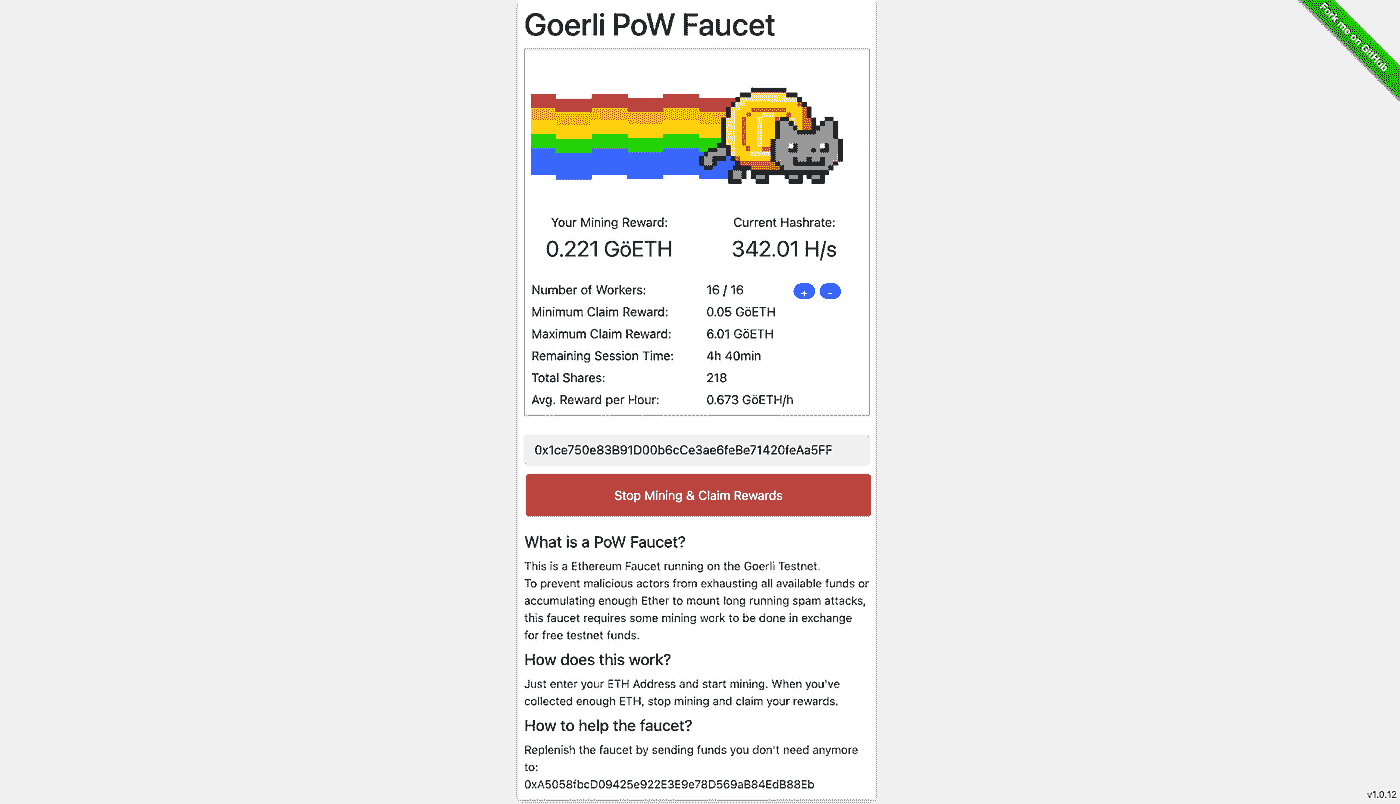 Goerli PoW Faucet
Fork me on GitHub
Your Mining Reward:
0.221 GöETH
Current Hashrate:
342.01 H/s
Number of Workers: 16 / 16 + -
Minimum Claim Reward: 0.05 GöETH
Maximum Claim Reward: 6.01 GöETH
Remaining Session Time: 4h 40min
Total Shares: 218
Avg. Reward per Hour: 0.673 GöETH/h
0x1ce750e83B91D00b6cCe3ae6feBe71420feAa5FF
Stop Mining & Claim Rewards
What is a PoW Faucet?
This is a Ethereum Faucet running on the Goerli Testnet.
To prevent malicious actors from exhausting all available funds or
accumulating enough Ether to mount long running spam attacks,
this faucet requires some mining work to be done in exchange
for free testnet funds.
How does this work?
Just enter your ETH Address and start mining. When you've
collected enough ETH, stop mining and claim your rewards.
How to help the faucet?
Replenish the faucet by sending funds you don't need anymore
to:
0xA5058fbcD09425e922E3E9e78D569aB84EdB88Eb
v1.0.12